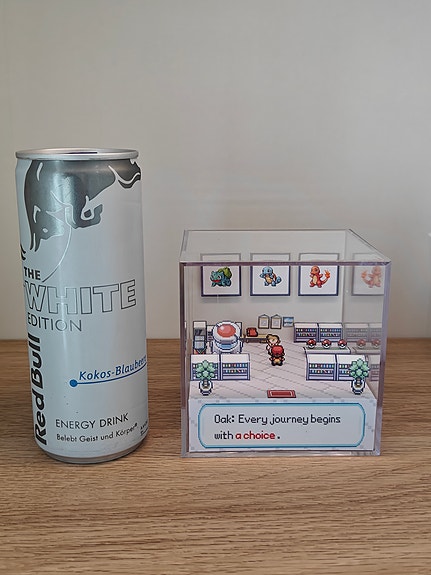 THE
WHITE
EDITION
Red Bull
Kokos-Blaubeere
ENERGY DRINK
Belebt Geist und Körper®
Oak: Every journey begins
with a choice.